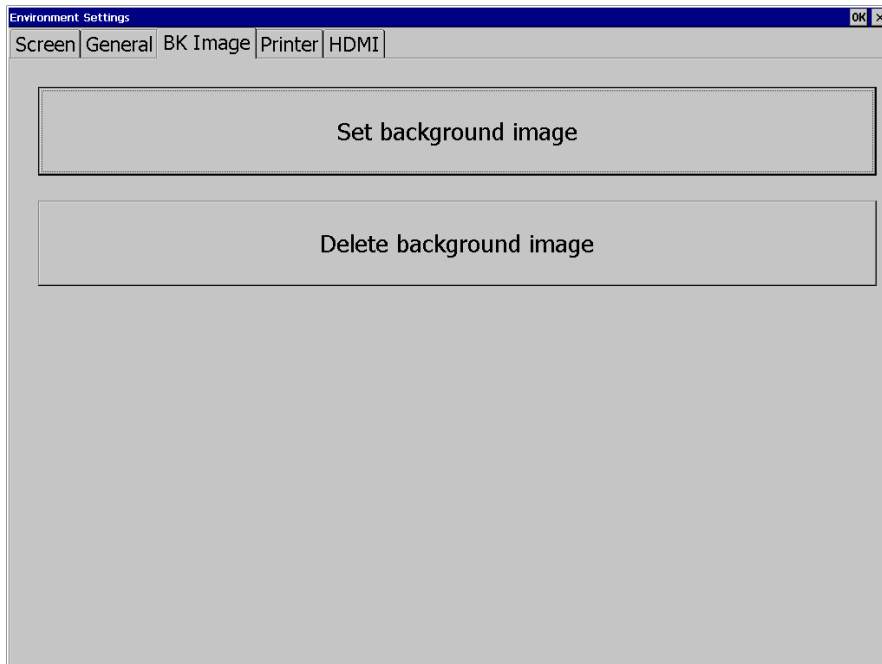 Environment Settings OK ×
Screen General BK Image Printer HDMI
Set background image
Delete background image